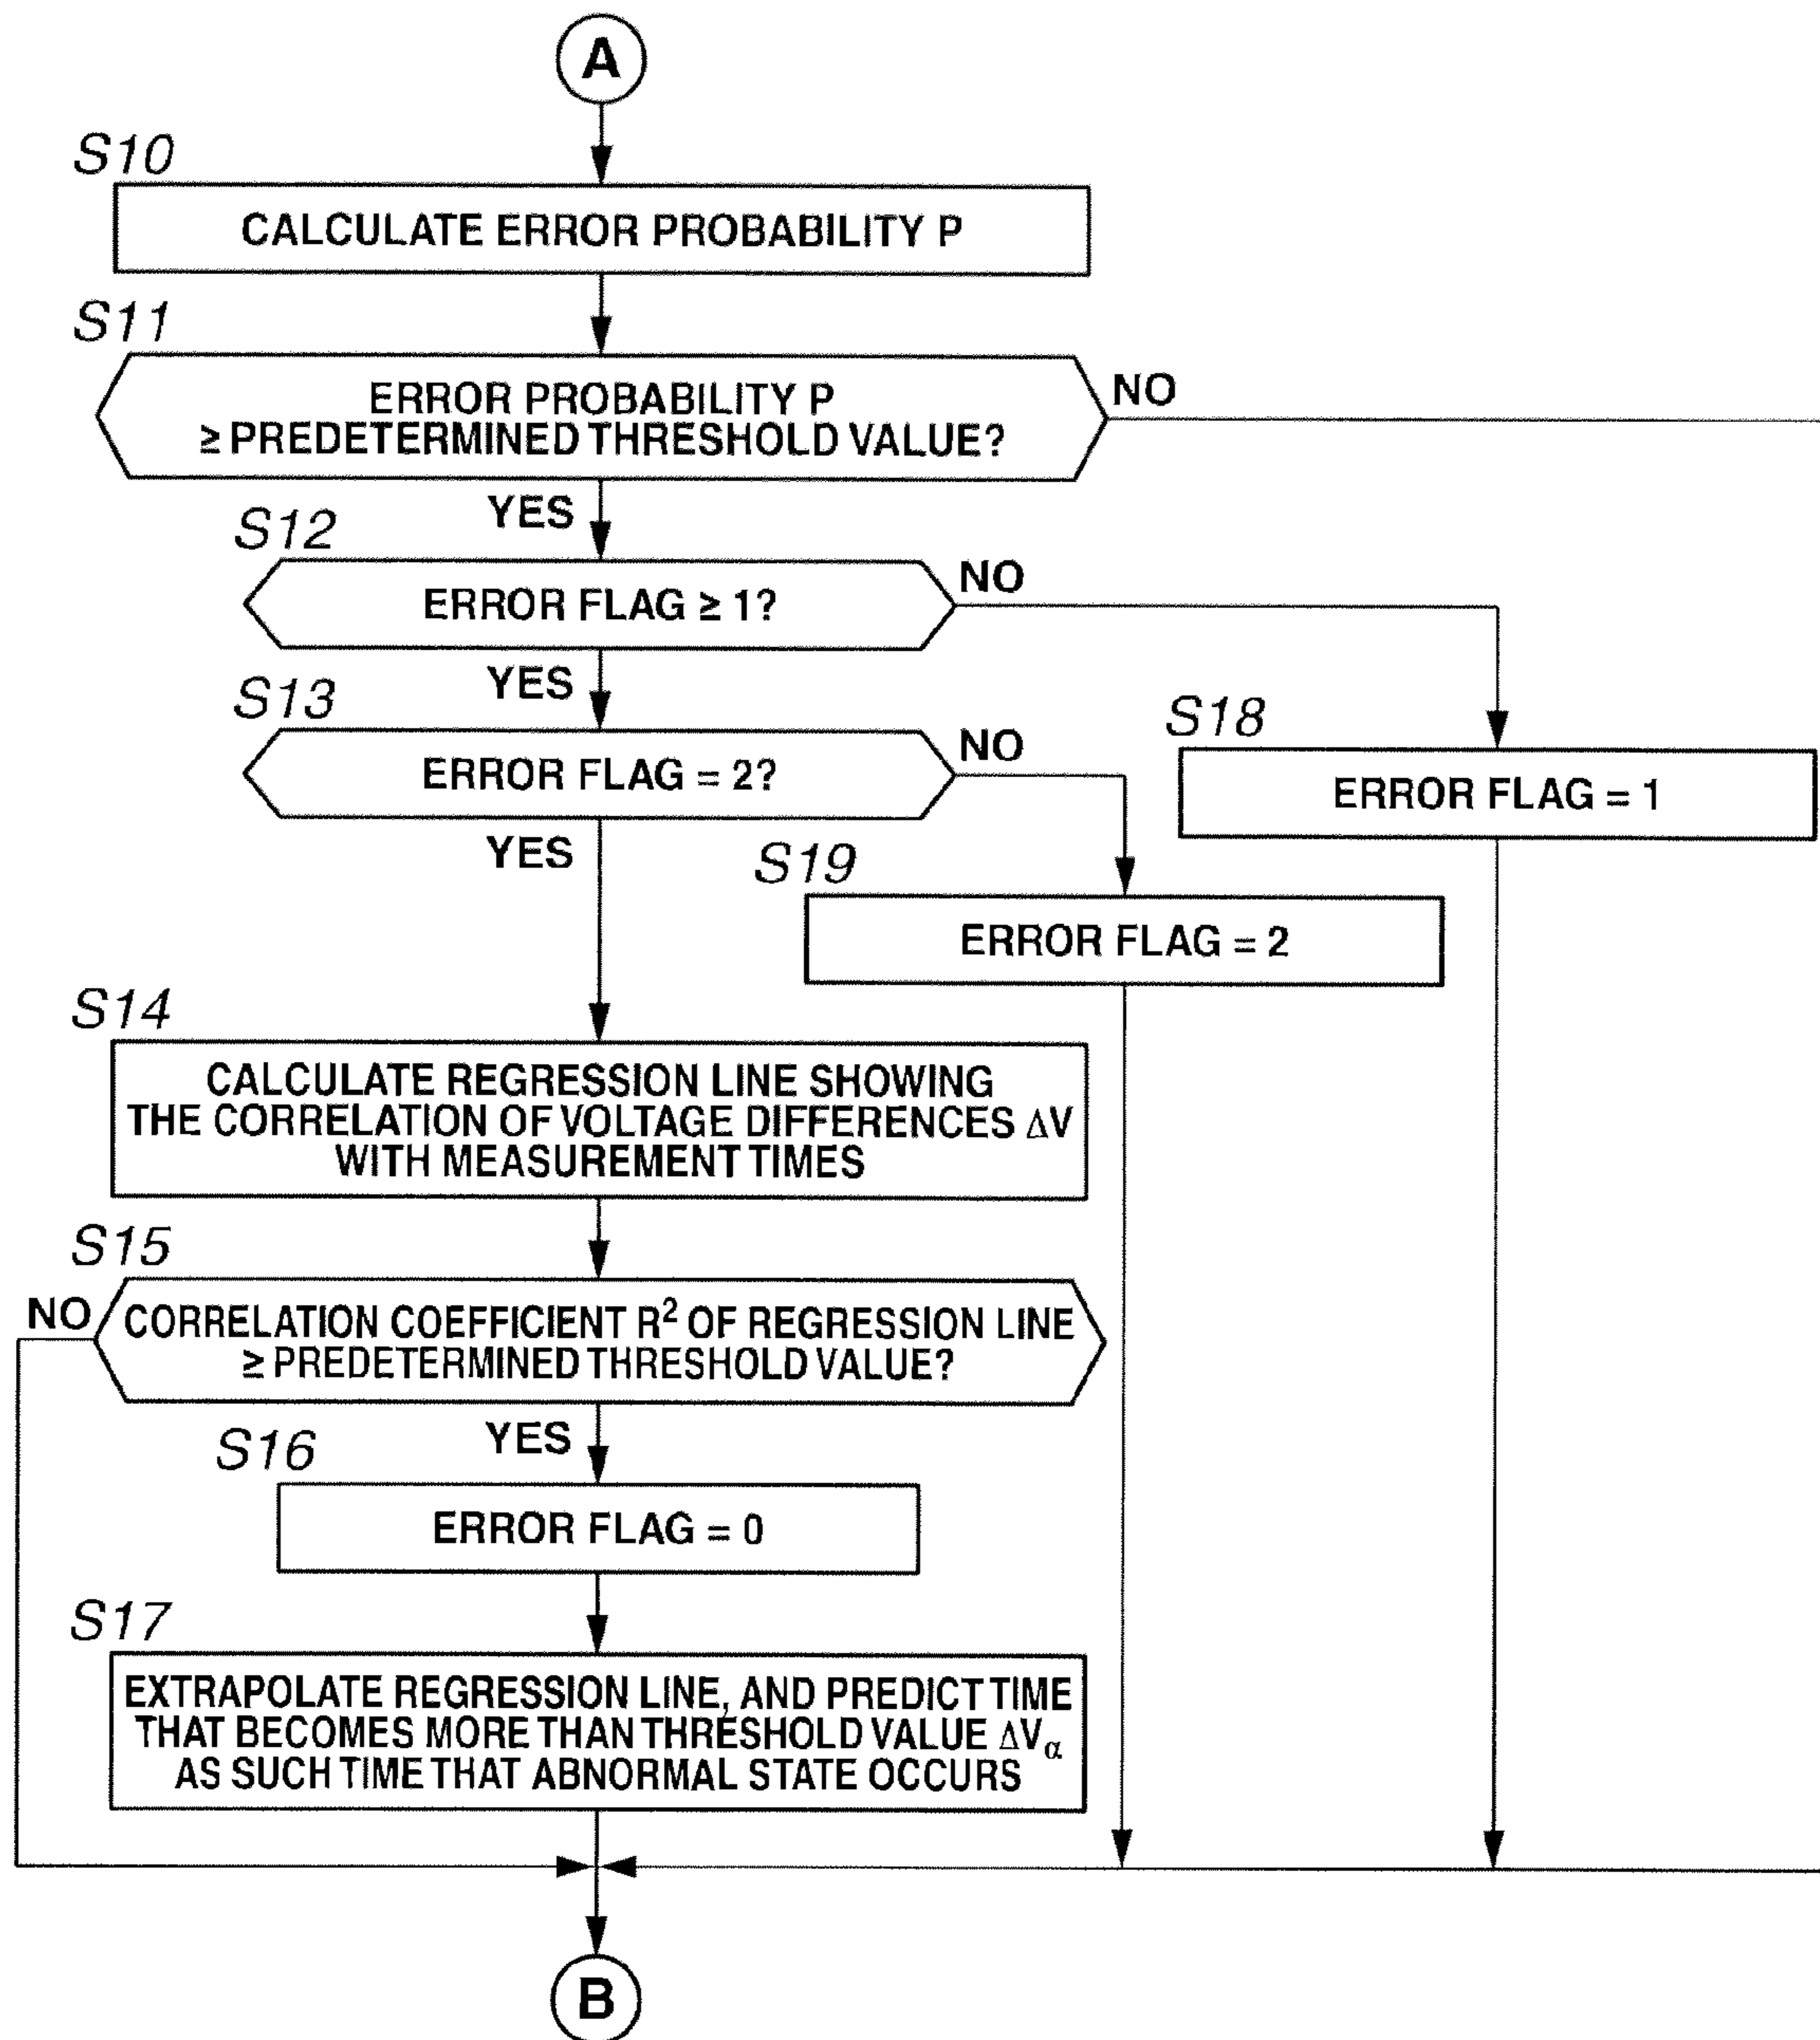 A
S10
CALCULATE ERROR PROBABILITY P
S11
ERROR PROBABILITY P
≥ PREDETERMINED THRESHOLD VALUE?
NO
YES
S12
ERROR FLAG ≥ 1?
NO
YES
S13
ERROR FLAG = 2?
NO
YES
S18
ERROR FLAG = 1
S19
ERROR FLAG = 2
S14
CALCULATE REGRESSION LINE SHOWING
THE CORRELATION OF VOLTAGE DIFFERENCES ΔV
WITH MEASUREMENT TIMES
S15
NO
CORRELATION COEFFICIENT R² OF REGRESSION LINE
≥ PREDETERMINED THRESHOLD VALUE?
YES
S16
ERROR FLAG = 0
S17
EXTRAPOLATE REGRESSION LINE, AND PREDICT TIME
THAT BECOMES MORE THAN THRESHOLD VALUE ΔVα
AS SUCH TIME THAT ABNORMAL STATE OCCURS
B